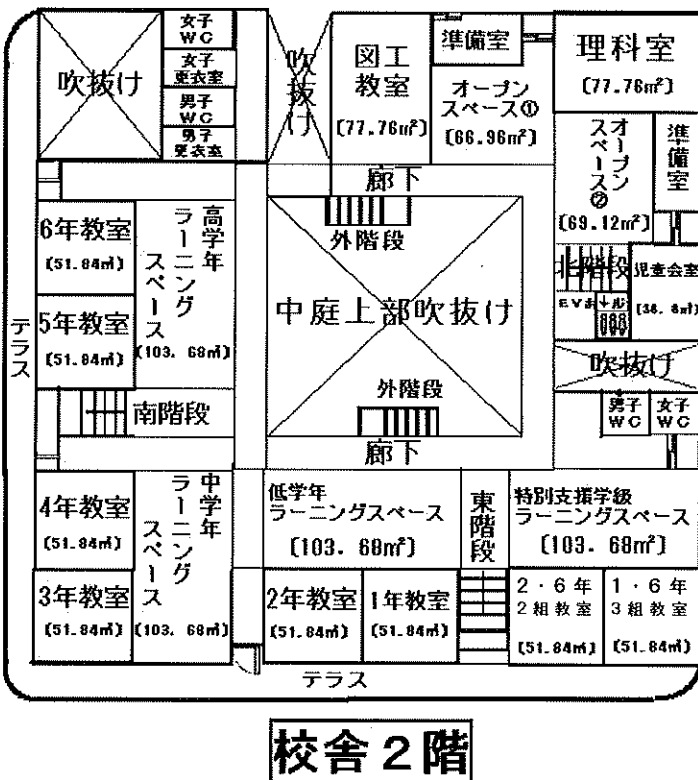 女子
WC
女子
更衣室
男子
WC
男子
更衣室
吹抜け
吹抜け
図工
教室
(77.76㎡)
準備室
オープン
スペース①
(66.96㎡)
理科室
(77.76㎡)
オープン
スペース②
(69.12㎡)
準備室
廊下
外階段
中庭上部吹抜け
外階段
廊下
6年教室
(51.84㎡)
5年教室
(51.84㎡)
高学年
ラーニング
スペース
(103.68㎡)
テラス
南階段
北階段
児童会室
吹抜け
男子
WC
女子
WC
4年教室
(51.84㎡)
3年教室
(51.84㎡)
中学年
ラーニング
スペース
(103.68㎡)
低学年
ラーニングスペース
(103.68㎡)
東階段
特別支援学級
ラーニングスペース
(103.68㎡)
2年教室
(51.84㎡)
1年教室
(51.84㎡)
2・6年
2組教室
(51.84㎡)
1・6年
3組教室
(51.84㎡)
テラス
校舎2階